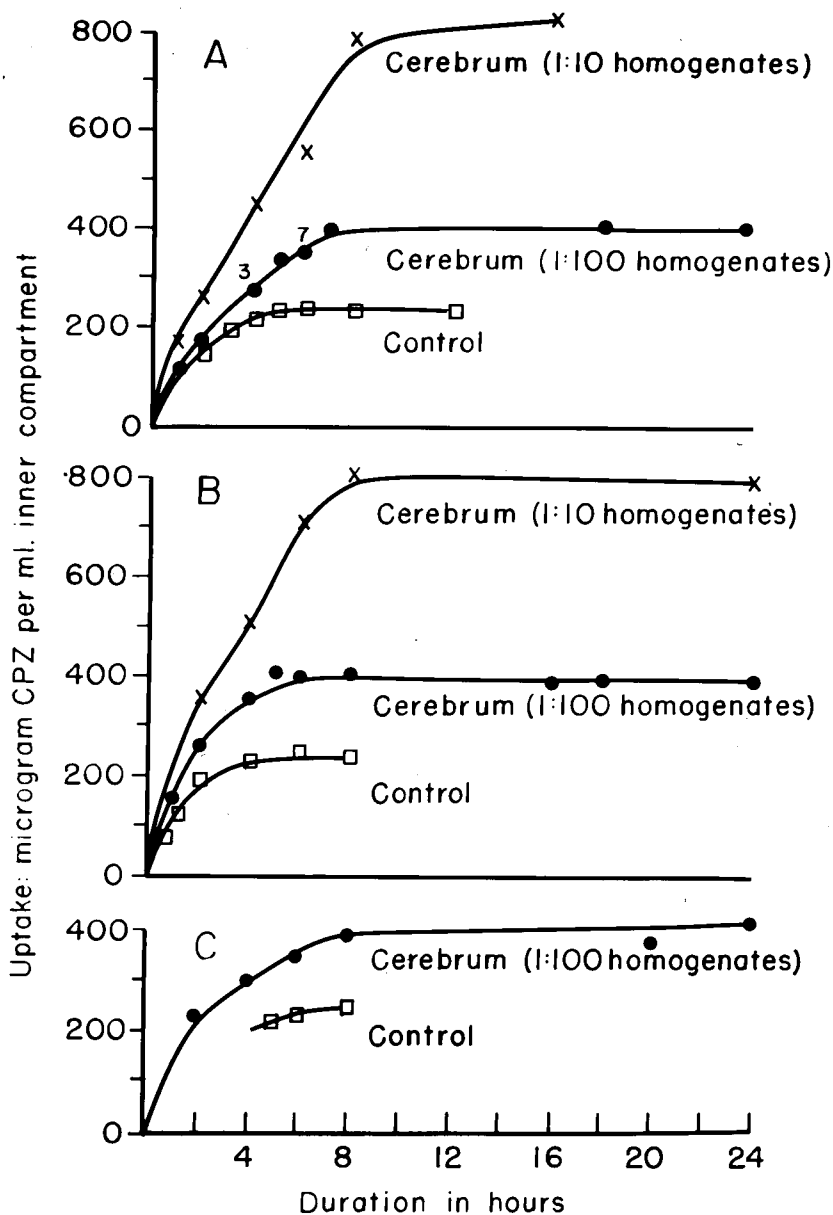 Uptake: microgram CPZ per ml. inner compartment
A
800
600
400
200
0
Cerebrum (1:10 homogenates)
3
7
Cerebrum (1:100 homogenates)
Control
B
800
600
400
200
0
Cerebrum (1:10 homogenates)
Cerebrum (1:100 homogenates)
Control
C
400
200
0
Cerebrum (1:100 homogenates)
Control
4 8 12 16 20 24
Duration in hours